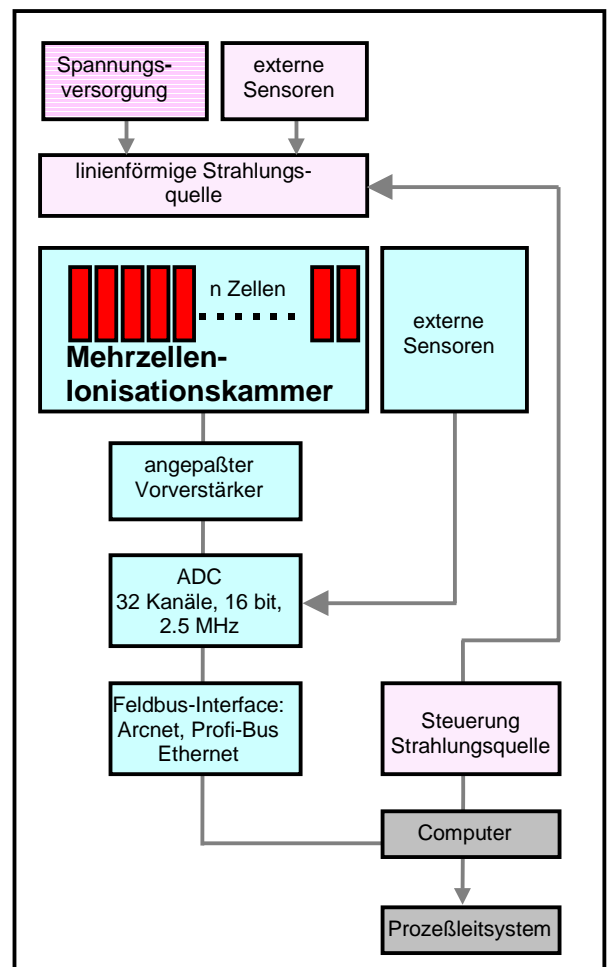 Spannungs-
versorgung
externe
Sensoren
linienförmige Strahlungs-
quelle
n Zellen
Mehrzellen-
Ionisationskammer
externe
Sensoren
angepaßter
Vorverstärker
ADC
32 Kanäle, 16 bit,
2.5 MHz
Feldbus-Interface:
Arcnet, Profi-Bus
Ethernet
Steuerung
Strahlungsquelle
Computer
Prozeßleitsystem